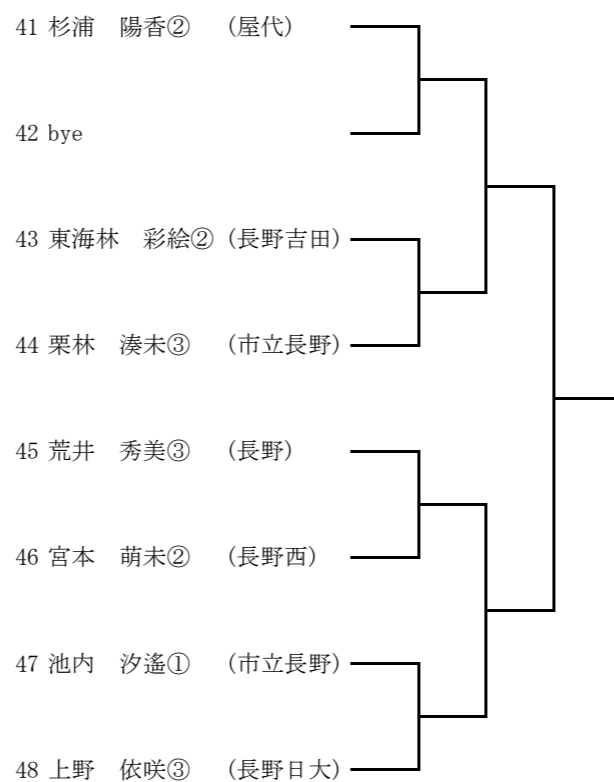 41 杉浦　陽香②　(屋代)
42 bye
43 東海林　彩絵②　(長野吉田)
44 栗林　湊未③　(市立長野)
45 荒井　秀美③　(長野)
46 宮本　萌未②　(長野西)
47 池内　汐遙①　(市立長野)
48 上野　依咲③　(長野日大)